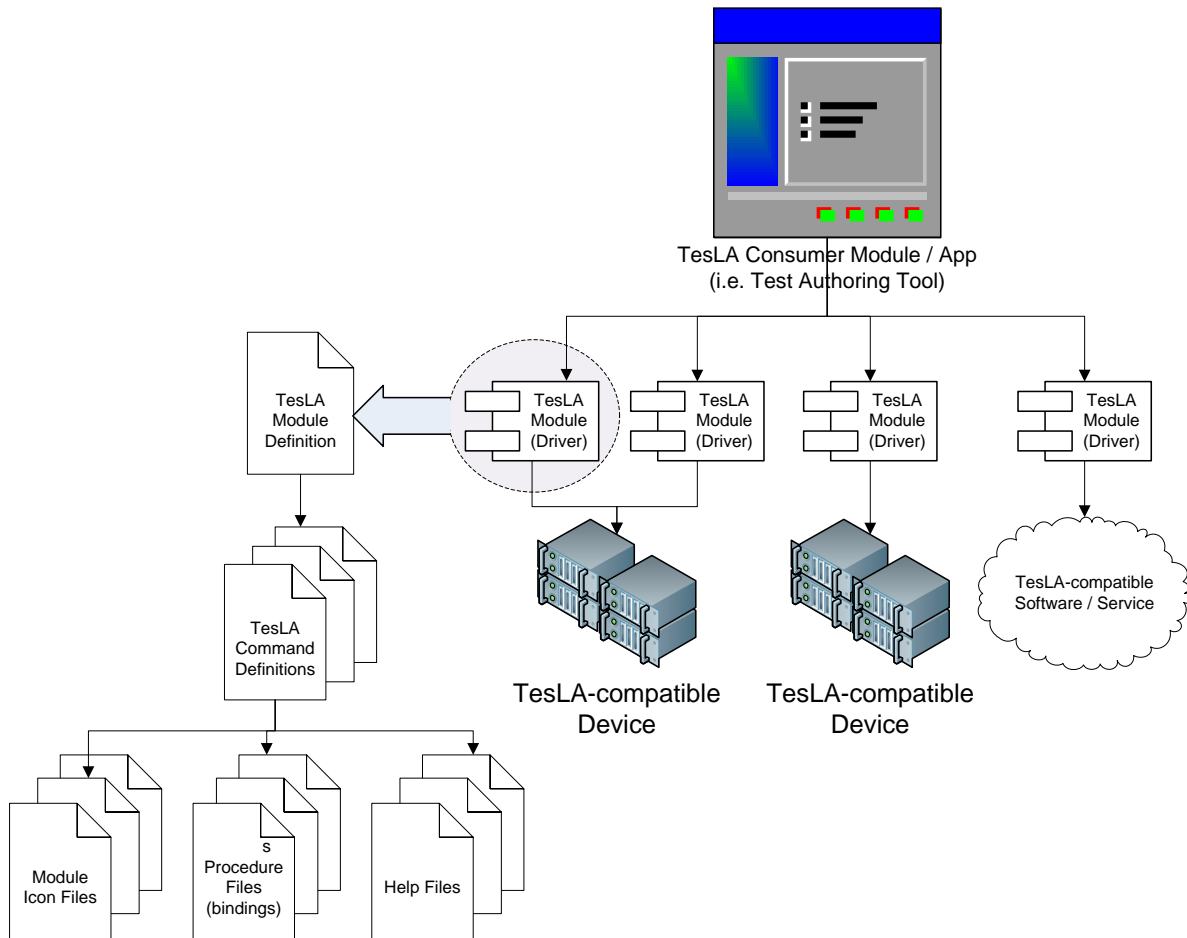 TesLA Consumer Module / App
(i.e. Test Authoring Tool)
TesLA
Module
Definition
TesLA
Module
(Driver)
TesLA
Module
(Driver)
TesLA
Module
(Driver)
TesLA
Module
(Driver)
TesLA-compatible
Software / Service
TesLA
Command
Definitions
TesLA-compatible
Device
TesLA-compatible
Device
Module
Icon Files
s
Procedure
Files
(bindings)
Help Files